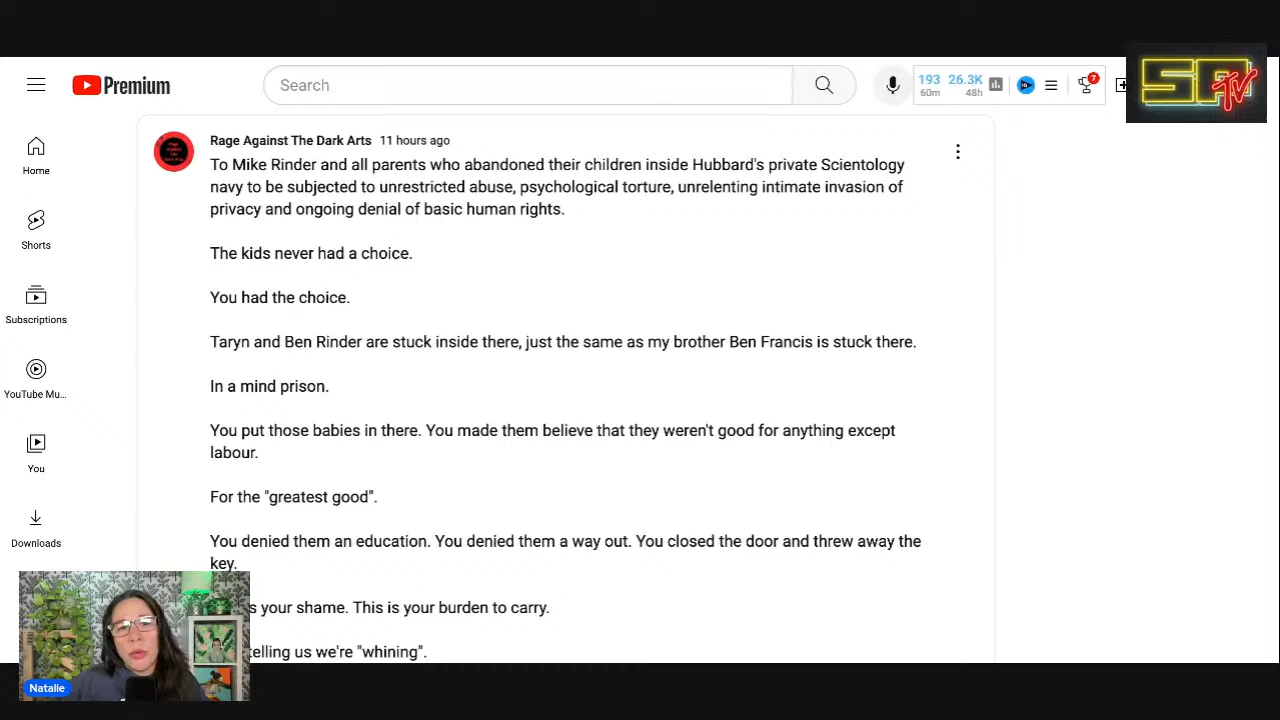 Premium
Search
193 26.3K
60m 48h
7
SPTV
Home
Shorts
Subscriptions
YouTube Mu...
You
Downloads
Rage Against The Dark Arts 11 hours ago
To Mike Rinder and all parents who abandoned their children inside Hubbard's private Scientology
navy to be subjected to unrestricted abuse, psychological torture, unrelenting intimate invasion of
privacy and ongoing denial of basic human rights.
The kids never had a choice.
You had the choice.
Taryn and Ben Rinder are stuck inside there, just the same as my brother Ben Francis is stuck there.
In a mind prison.
You put those babies in there. You made them believe that they weren't good for anything except
labour.
For the "greatest good".
You denied them an education. You denied them a way out. You closed the door and threw away the
key.
s your shame. This is your burden to carry.
telling us we're "whining".
Natalie